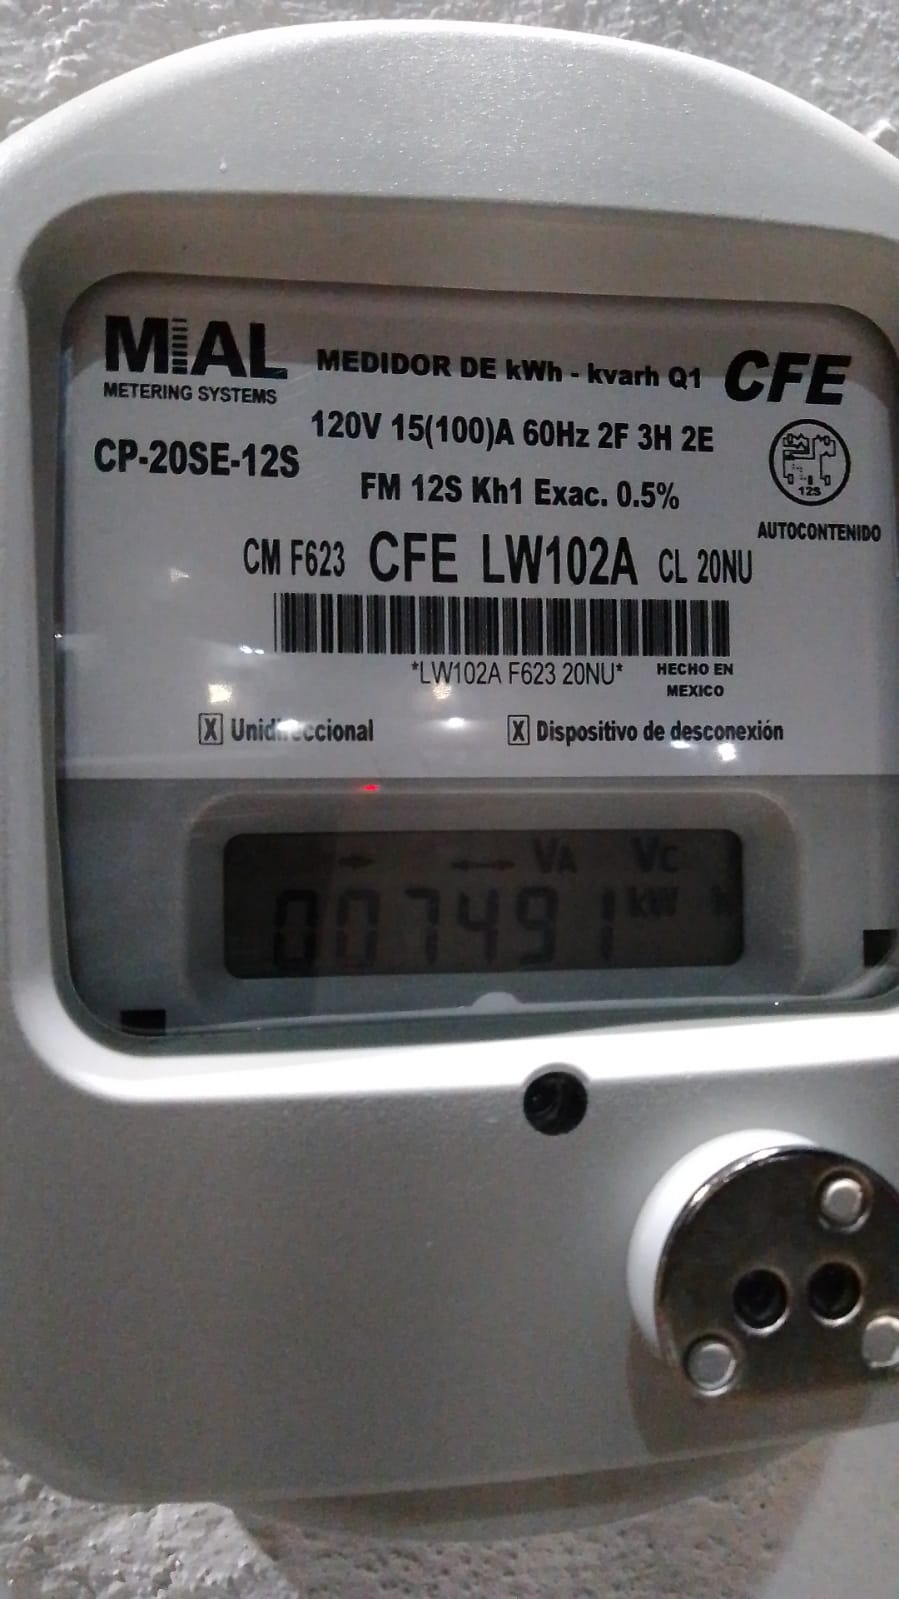 MIAL
METERING SYSTEMS
MEDIDOR DE kWh - kvarh Q1
CFE
120V 15(100)A 60Hz 2F 3H 2E
CP-20SE-12S
FM 12S Kh1 Exac. 0.5%
12S
AUTOCONTENIDO
CM F623 CFE LW102A CL 20NU
*LW102A F623 20NU*
HECHO EN
MEXICO
X Unidireccional
X Dispositivo de desconexión
VA VC
007491 kW h